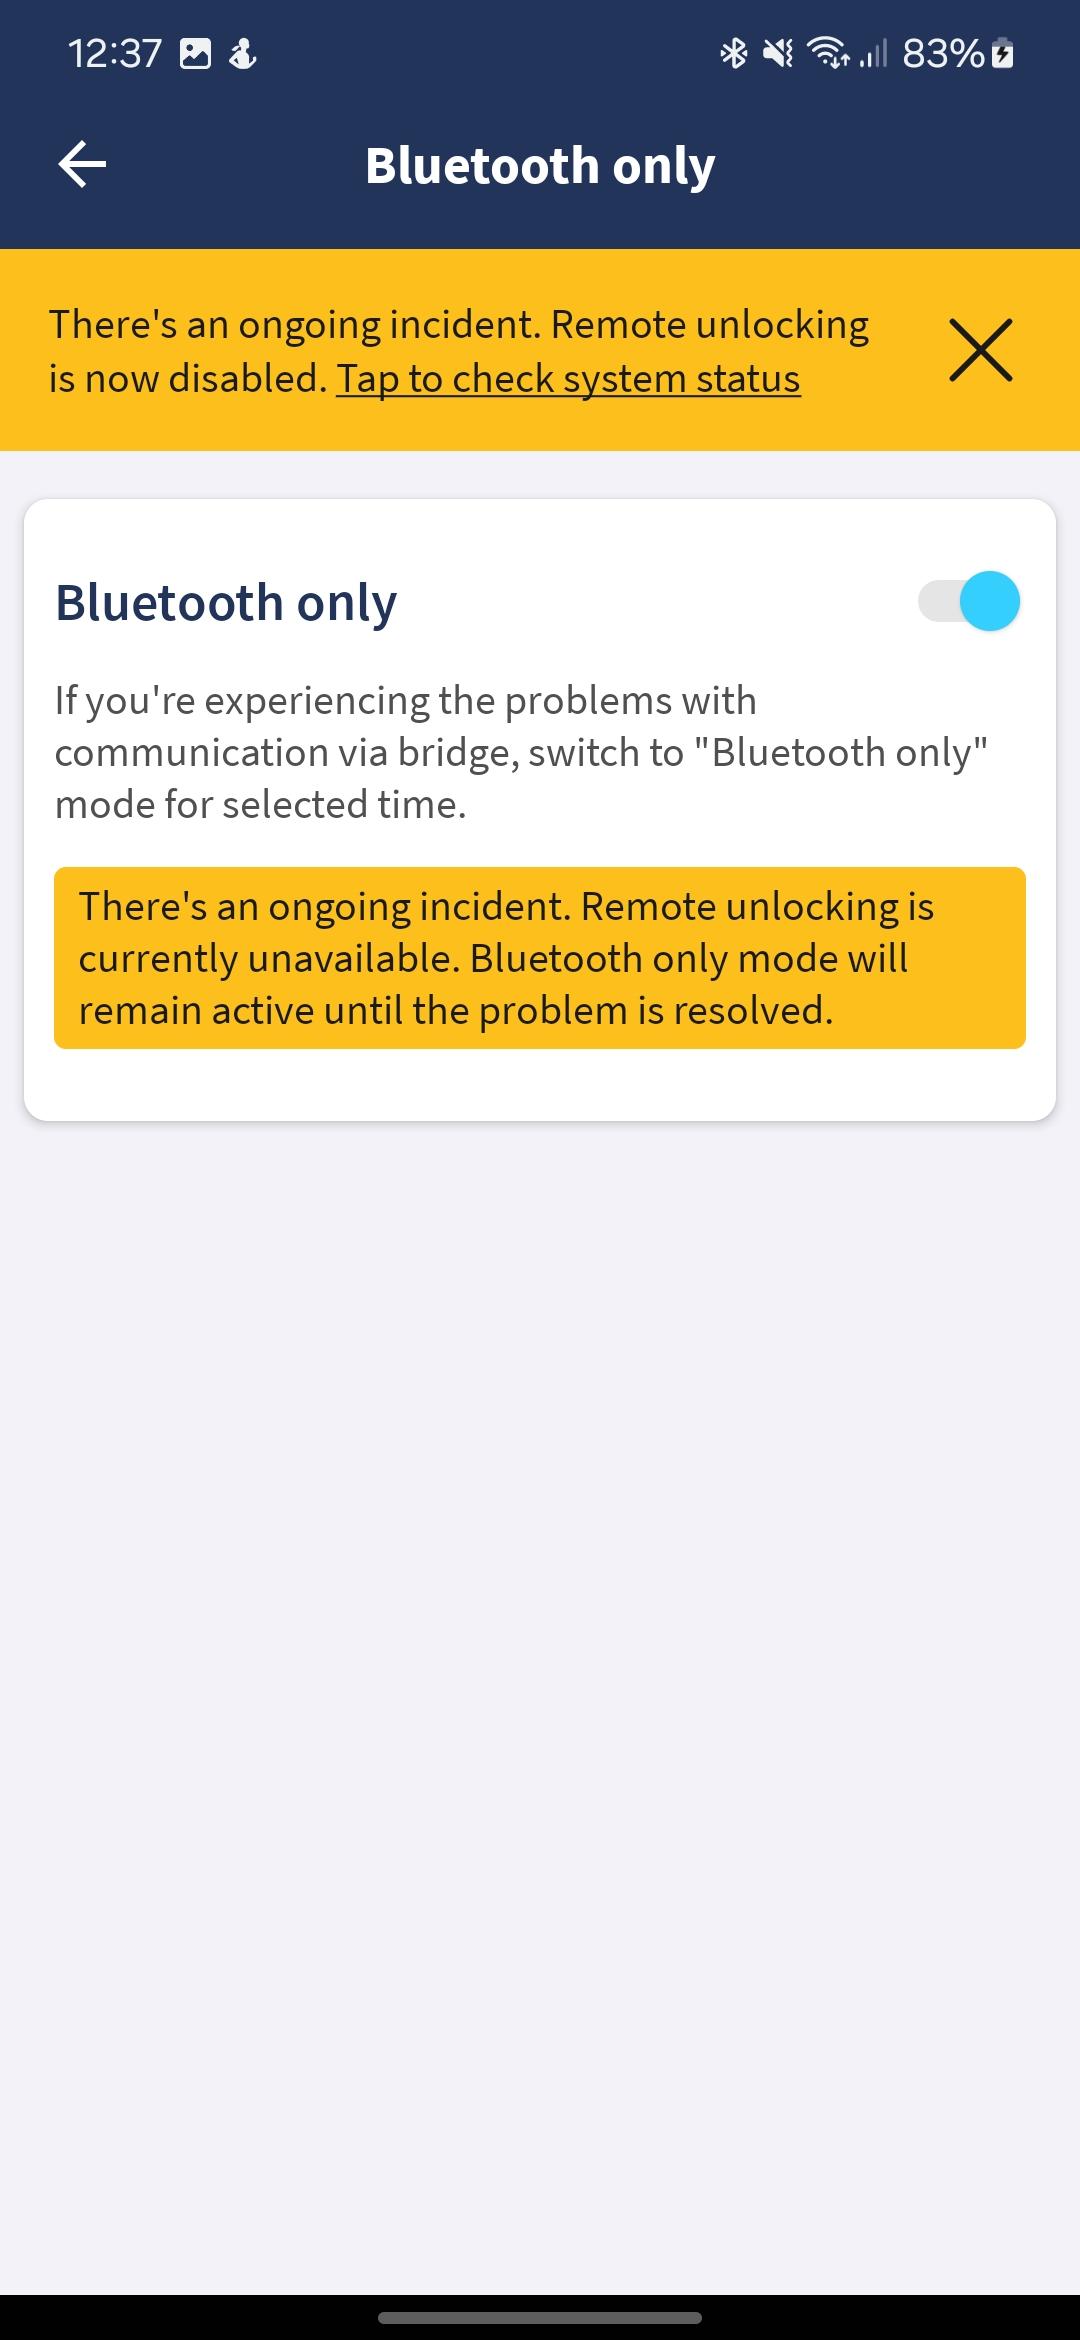 12:37
83%
Bluetooth only
There's an ongoing incident. Remote unlocking
is now disabled. Tap to check system status
Bluetooth only
If you're experiencing the problems with
communication via bridge, switch to "Bluetooth only"
mode for selected time.
There's an ongoing incident. Remote unlocking is
currently unavailable. Bluetooth only mode will
remain active until the problem is resolved.